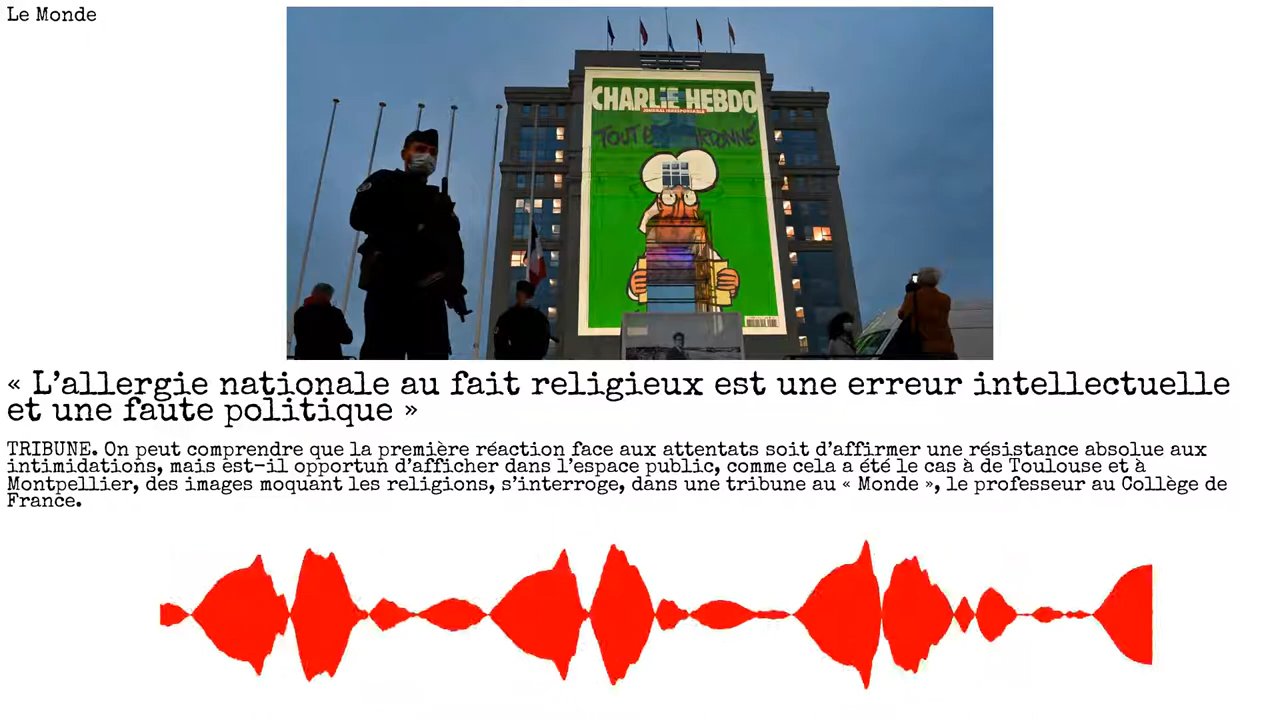 Le Monde
CHARLIE HEBDO
JOURNAL IRRESPONSABLE
TOUT
« L’allergie nationale au fait religieux est une erreur intellectuelle
et une faute politique »
TRIBUNE. On peut comprendre que la première réaction face aux attentats soit d’affirmer une résistance absolue aux
intimidations, mais est-il opportun d’afficher dans l’espace public, comme cela a été le cas à de Toulouse et à
Montpellier, des images moquant les religions, s’interroge, dans une tribune au « Monde », le professeur au Collège de
France.